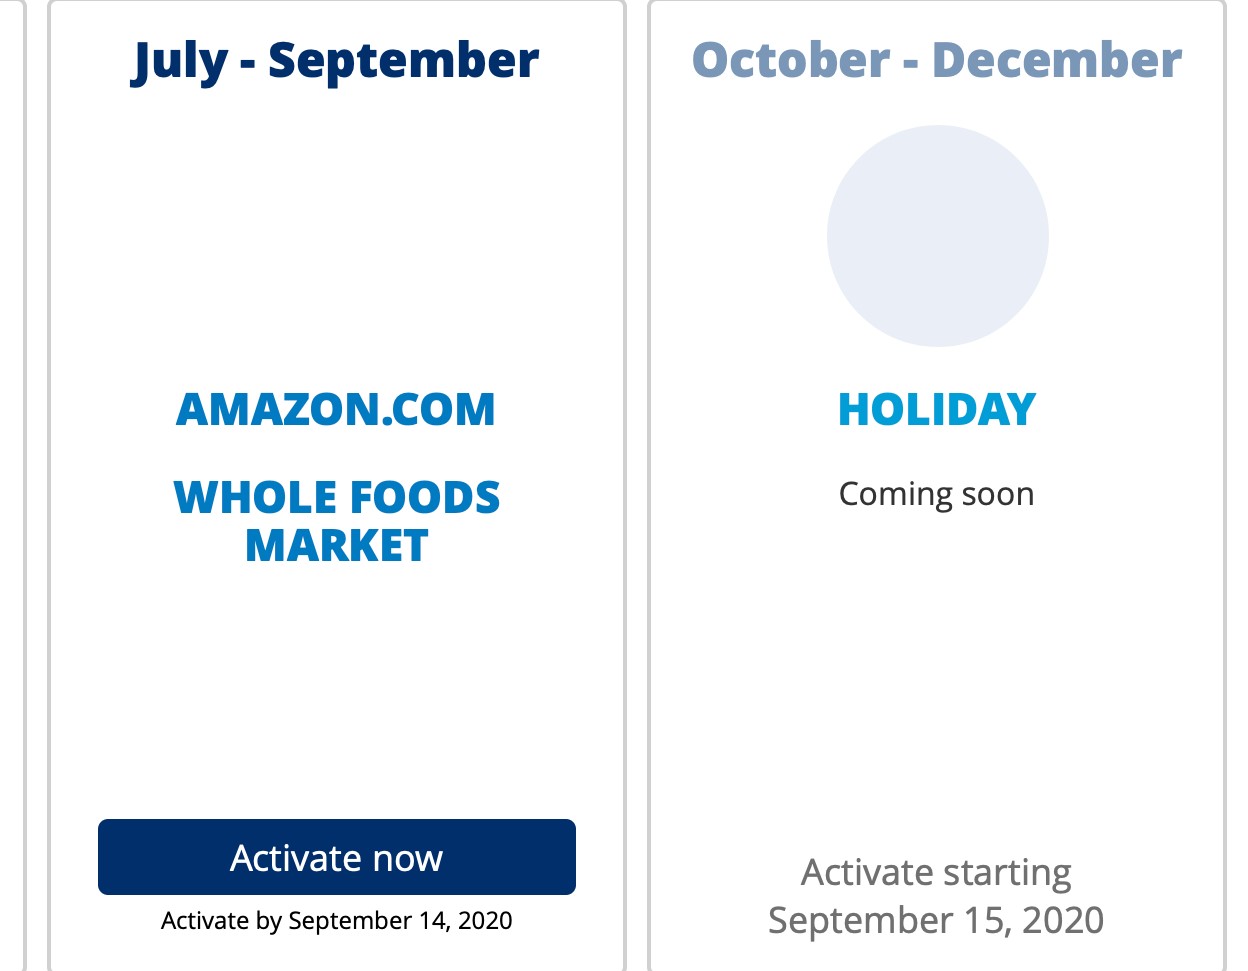 July - September
AMAZON.COM
WHOLE FOODS
MARKET
Activate now
Activate by September 14, 2020
October - December
HOLIDAY
Coming soon
Activate starting
September 15, 2020